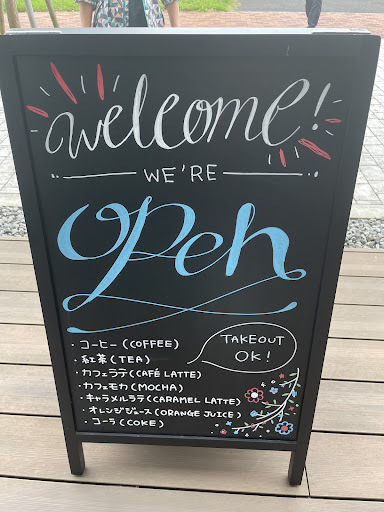 Welcome!
WE'RE
open
・コーヒー(COFFEE)
・紅茶(TEA)
・カフェラテ(CAFÉ LATTE)
・カフェモカ(MOCHA)
・キャラメルラテ(CARAMEL LATTE)
・オレンジジュース(ORANGE JUICE)
・コーラ(COKE)
TAKEOUT
OK!